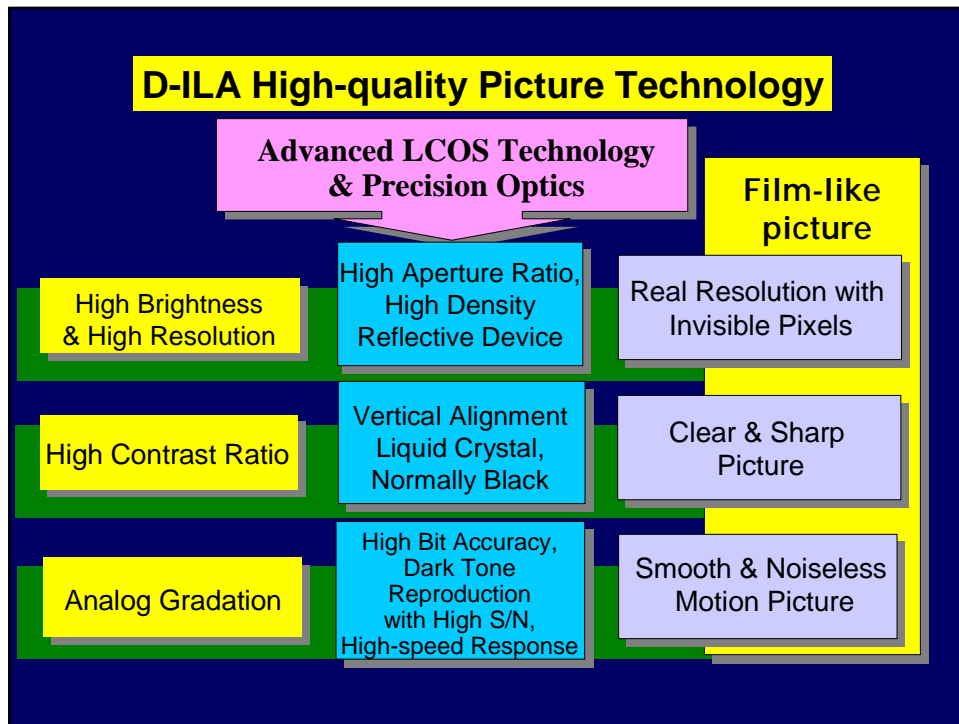 D-ILA High-quality Picture Technology
Advanced LCOS Technology
& Precision Optics
Film-like
picture
High Brightness
& High Resolution
High Aperture Ratio,
High Density
Reflective Device
Real Resolution with
Invisible Pixels
High Contrast Ratio
Vertical Alignment
Liquid Crystal,
Normally Black
Clear & Sharp
Picture
Analog Gradation
High Bit Accuracy,
Dark Tone
Reproduction
with High S/N,
High-speed Response
Smooth & Noiseless
Motion Picture